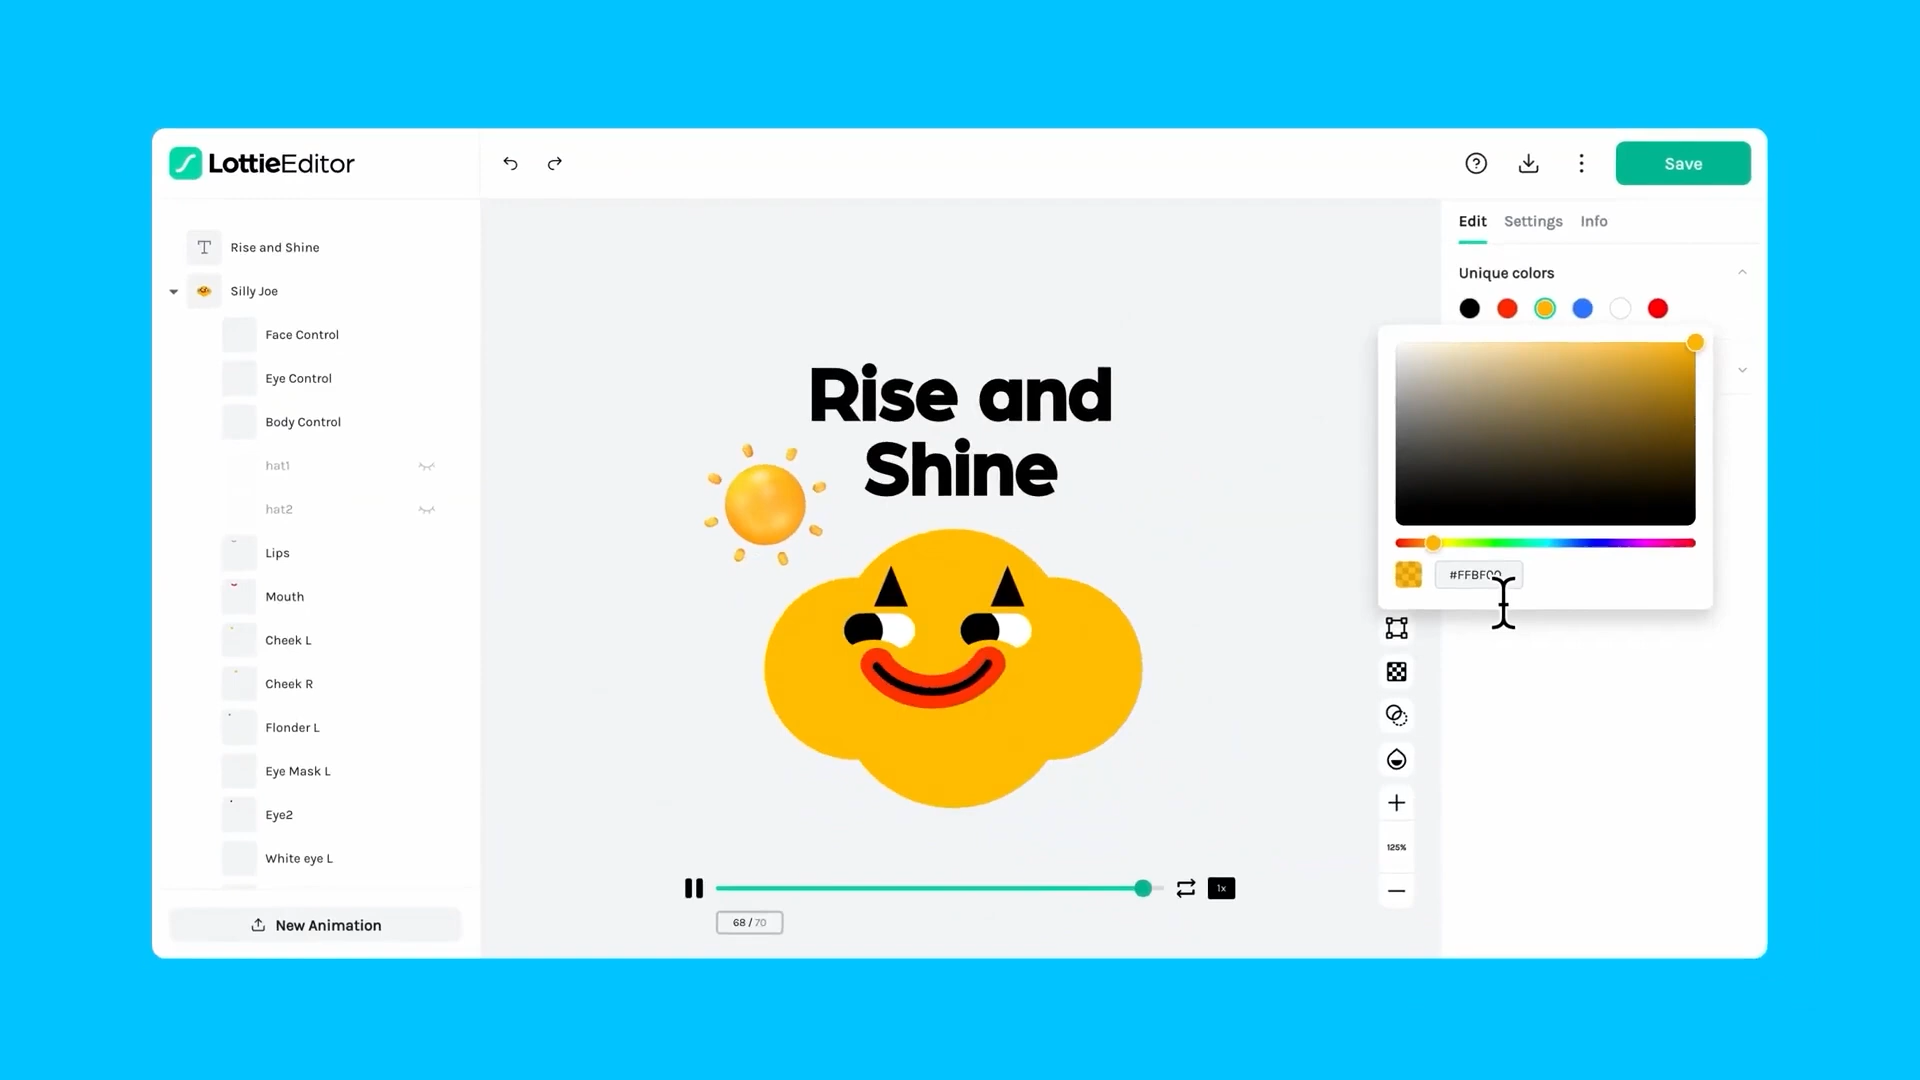 LottieEditor
Save
Edit Settings Info
Rise and Shine
Unique colors
Silly Joe
Face Control
Eye Control
Body Control
hat1
hat2
Lips
Mouth
Cheek L
Cheek R
Flonder L
Eye Mask L
Eye2
White eye L
New Animation
Rise and
Shine
#FFBF00
125%
1x
68 / 70